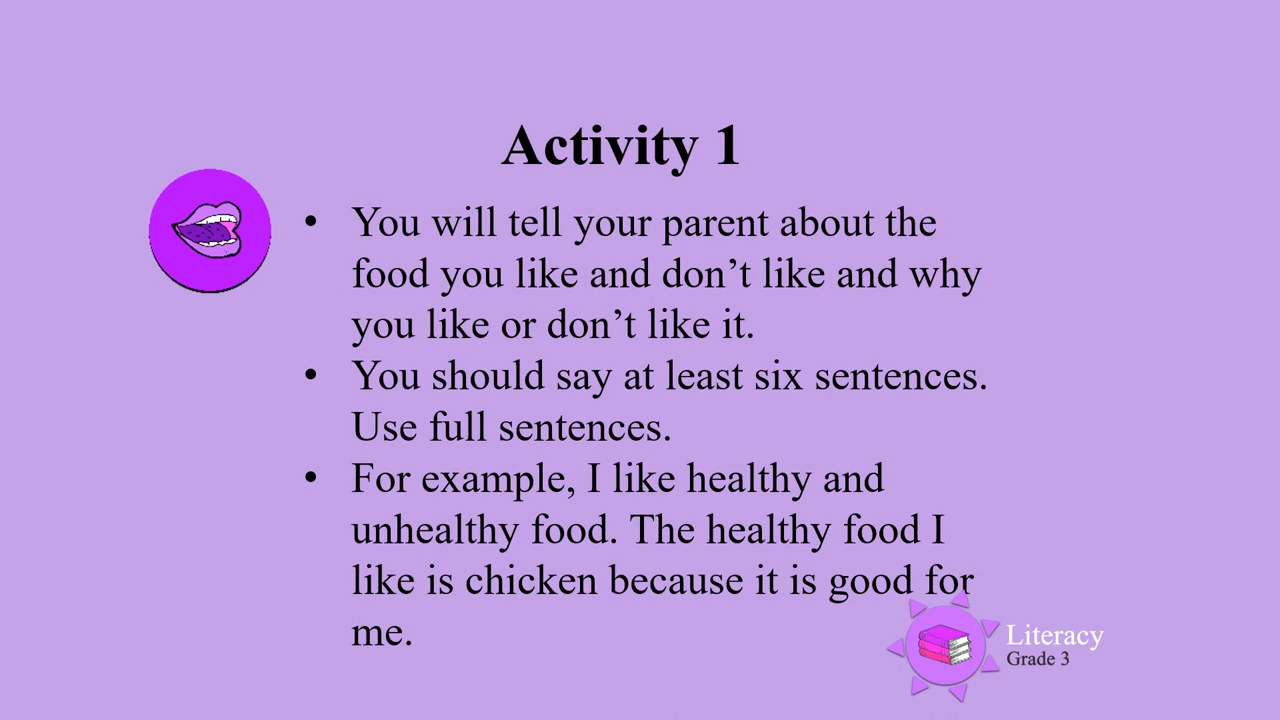 Activity 1
• You will tell your parent about the
food you like and don’t like and why
you like or don’t like it.
• You should say at least six sentences.
Use full sentences.
• For example, I like healthy and
unhealthy food. The healthy food I
like is chicken because it is good for
me.
Literacy
Grade 3